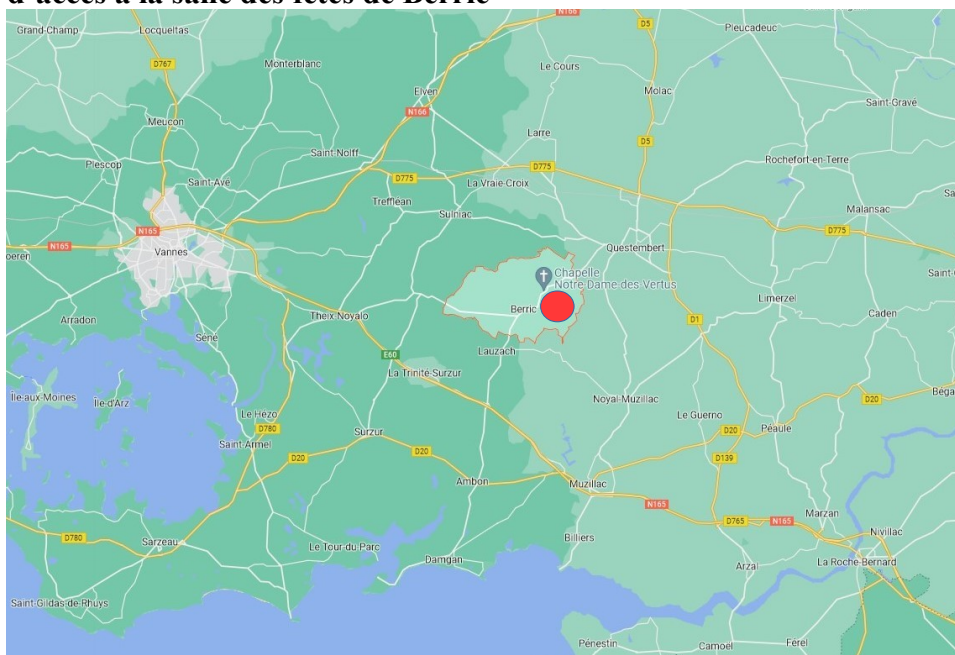 d'accès à la salle des fêtes de Berric
Grand-Champ
Locqueltas
N166
D5
Pleucadeuc
D767
Monterblanc
Le Cours
Elven
Molac
Saint-Gravé
N166
Meucon
Larré
D5
Plescop
Saint-Nolff
D775
Rochefort-en-Terre
Saint-Avé
D775
La Vraie-Croix
Treffléan
Sulniac
Malansac
N165
D775
N165
Vannes
Questembert
Chapelle
Notre Dame-des Vertus
Limerzel
Caden
Arradon
Theix Noyalo
Berric
D1
Séné
Lauzach
E60
La Trinité-Surzur
Île-aux-Moines
Île-d'Arz
Noyal-Muzillac
D20
Le Hézo
Le Guerno
D780
Péaule
Saint-Armel
Surzur
D20
D20
D20
D139
Ambon
Muzillac
N165
Marzan
D765
N165
D780
Sarzeau
Billiers
Nivillac
Le Tour-du Parc
Damgan
Arzal
La Roche-Bernard
Saint-Gildas-de-Rhuys
Pénestin
Camoël
Férel